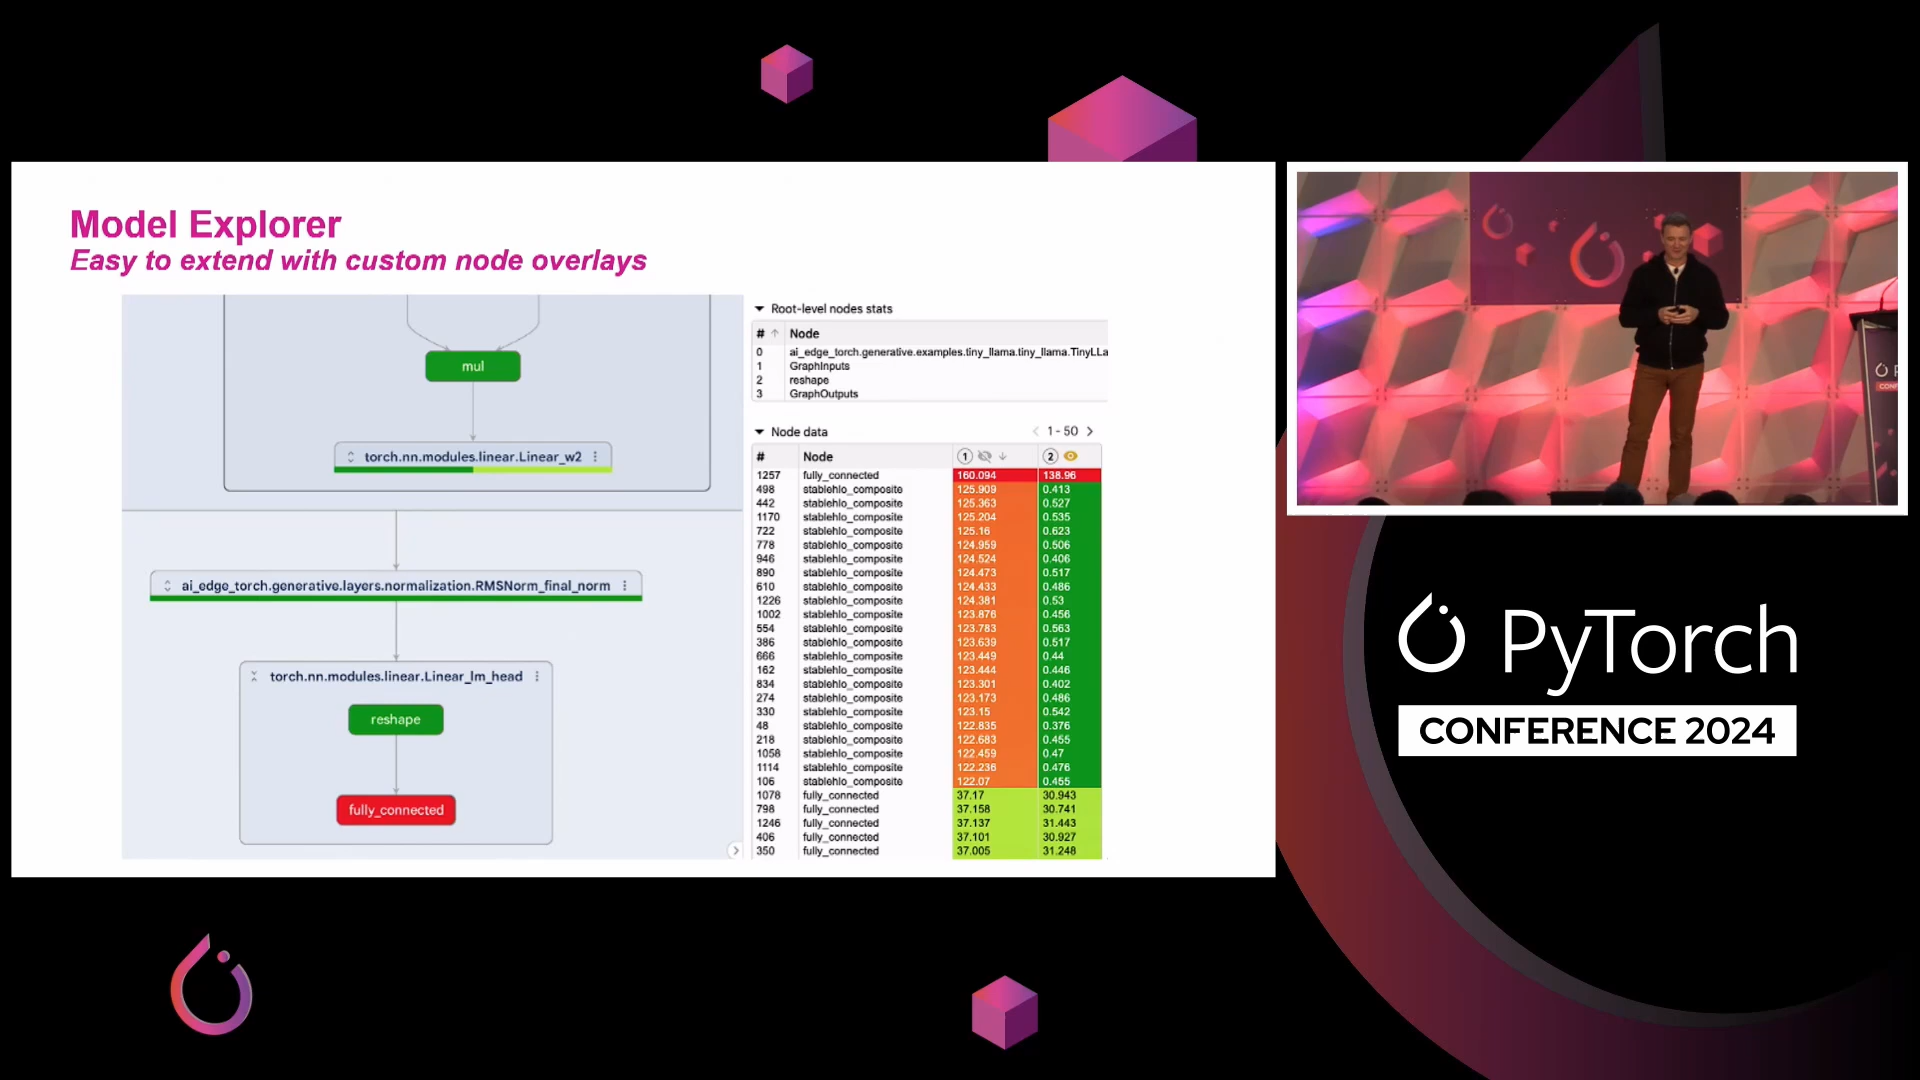 Model Explorer
Easy to extend with custom node overlays
mul
torch.nn.modules.linear.Linear_w2
ai_edge_torch.generative.layers.normalization.RMSNorm_final_norm
torch.nn.modules.linear.Linear_lm_head
reshape
fully_connected
Root-level nodes stats
# Node
0 ai_edge_torch.generative.examples.tiny_llama.tiny_llama.TinyLLa
1 GraphInputs
2 reshape
3 GraphOutputs
Node data 1 - 50
# Node 1 2
1257 fully_connected 160.094 138.96
498 stablehlo_composite 125.909 0.413
442 stablehlo_composite 125.363 0.527
1170 stablehlo_composite 125.204 0.535
722 stablehlo_composite 125.16 0.623
778 stablehlo_composite 124.959 0.506
946 stablehlo_composite 124.524 0.406
890 stablehlo_composite 124.473 0.517
610 stablehlo_composite 124.433 0.486
1226 stablehlo_composite 124.381 0.53
1002 stablehlo_composite 123.876 0.456
554 stablehlo_composite 123.783 0.563
386 stablehlo_composite 123.639 0.517
666 stablehlo_composite 123.449 0.44
162 stablehlo_composite 123.444 0.446
834 stablehlo_composite 123.301 0.402
274 stablehlo_composite 123.173 0.486
330 stablehlo_composite 123.15 0.542
48 stablehlo_composite 122.835 0.376
218 stablehlo_composite 122.683 0.455
1058 stablehlo_composite 122.459 0.47
1114 stablehlo_composite 122.236 0.476
106 stablehlo_composite 122.07 0.455
1078 fully_connected 37.17 30.943
798 fully_connected 37.158 30.741
1246 fully_connected 37.137 31.443
406 fully_connected 37.101 30.927
350 fully_connected 37.005 31.248
PyTorch
CONFERENCE 2024